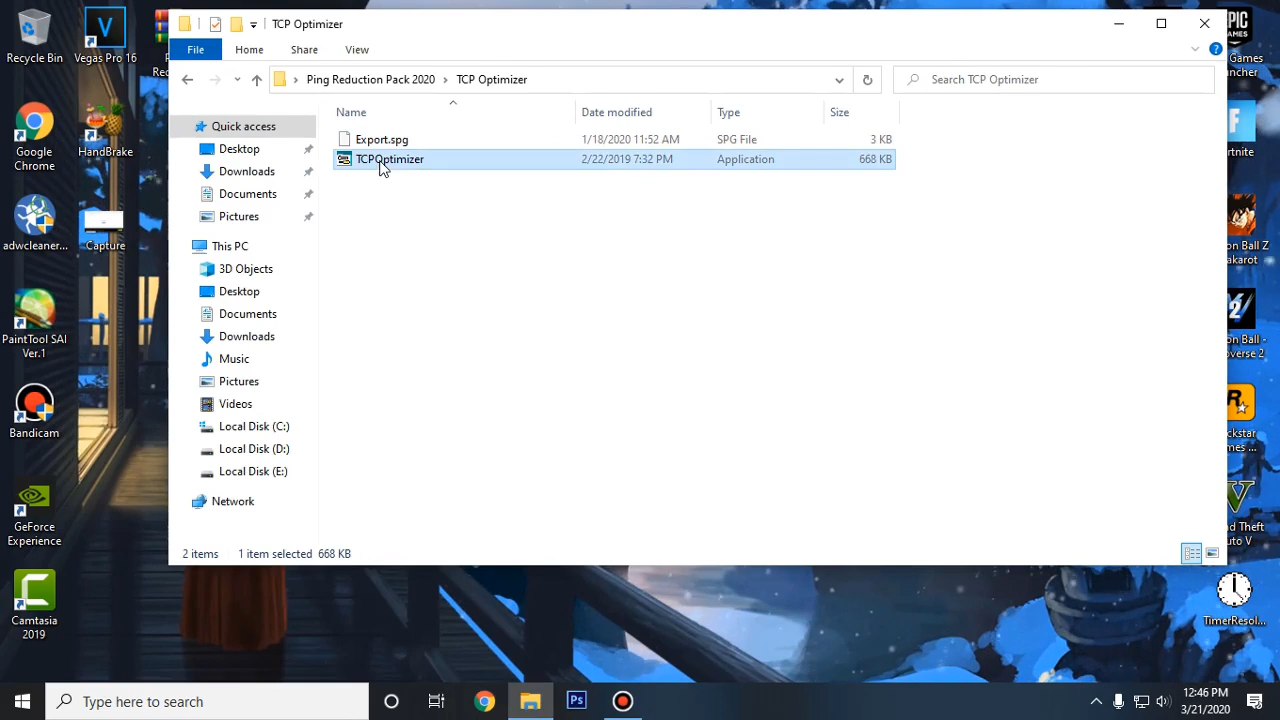 TCP Optimizer
File
Home
Share
View
Ping Reduction Pack 2020
TCP Optimizer
Search TCP Optimizer
Name
Date modified
Type
Size
Export.spg
1/18/2020 11:52 AM
SPG File
3 KB
TCPOptimizer
2/22/2019 7:32 PM
Application
668 KB
Quick access
Desktop
Downloads
Documents
Pictures
This PC
3D Objects
Desktop
Documents
Downloads
Music
Pictures
Videos
Local Disk (C:)
Local Disk (D:)
Local Disk (E:)
Network
2 items
1 item selected
668 KB
Recycle Bin
Vegas Pro 16
Google
Chrome
HandBrake
adwcleaner...
Capture
PaintTool SAI
Ver.1
Bandicam
GeForce
Experience
Camtasia
2019
EPIC
Games
uncher
rtnite
on Ball Z
akarot
on Ball -
overse 2
ckstar
mes ...
d Theft
uto V
TimerResol...
Type here to search
Ps
12:46 PM
3/21/2020